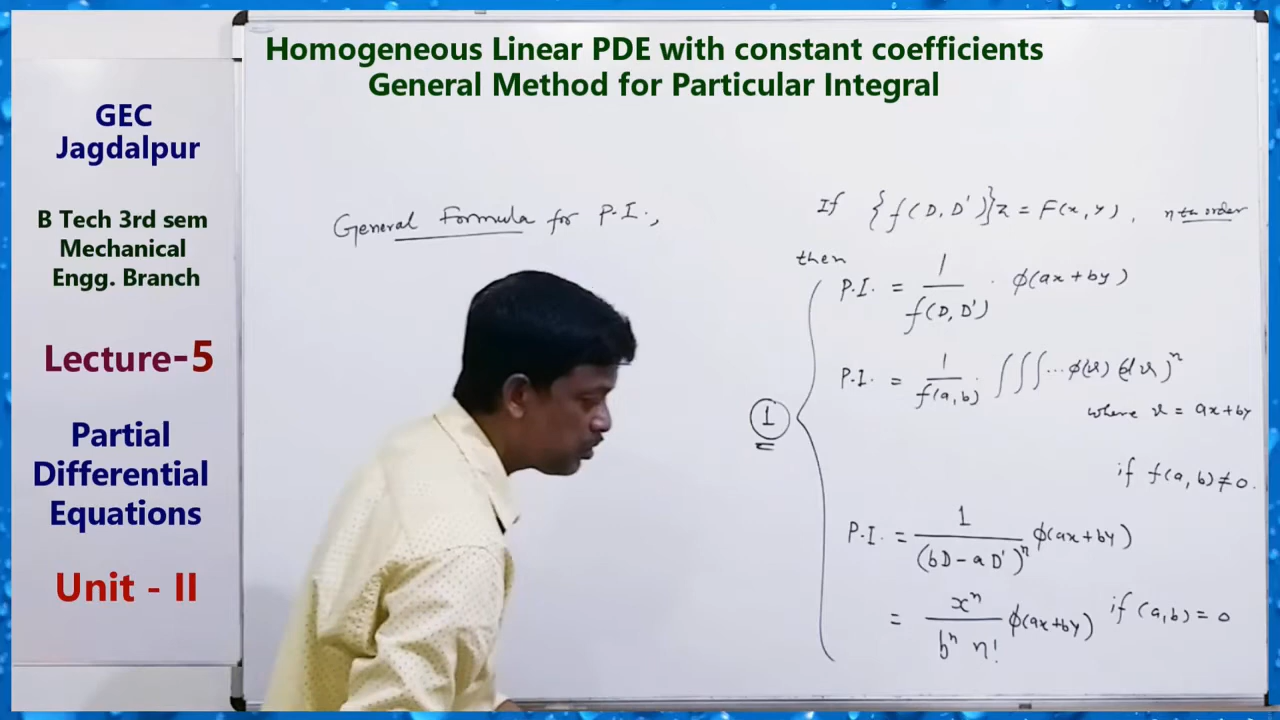 Homogeneous Linear PDE with constant coefficients
General Method for Particular Integral
GEC
Jagdalpur
B Tech 3rd sem
Mechanical
Engg. Branch
Lecture-5
Partial
Differential
Equations
Unit - II
General Formula for P.I.,
If {f(D, D')}z = F(x, y), nth order
then
P.I. = 1/f(D, D') · φ(ax+by)
P.I. = 1/f(a, b) ∫∫∫... φ(v) (dv)^n
where v = ax+by
if f(a, b) ≠ 0.
1
P.I. = 1/(bD - aD')^n φ(ax+by)
= x^n/(b^n n!) φ(ax+by) if (a, b) = 0